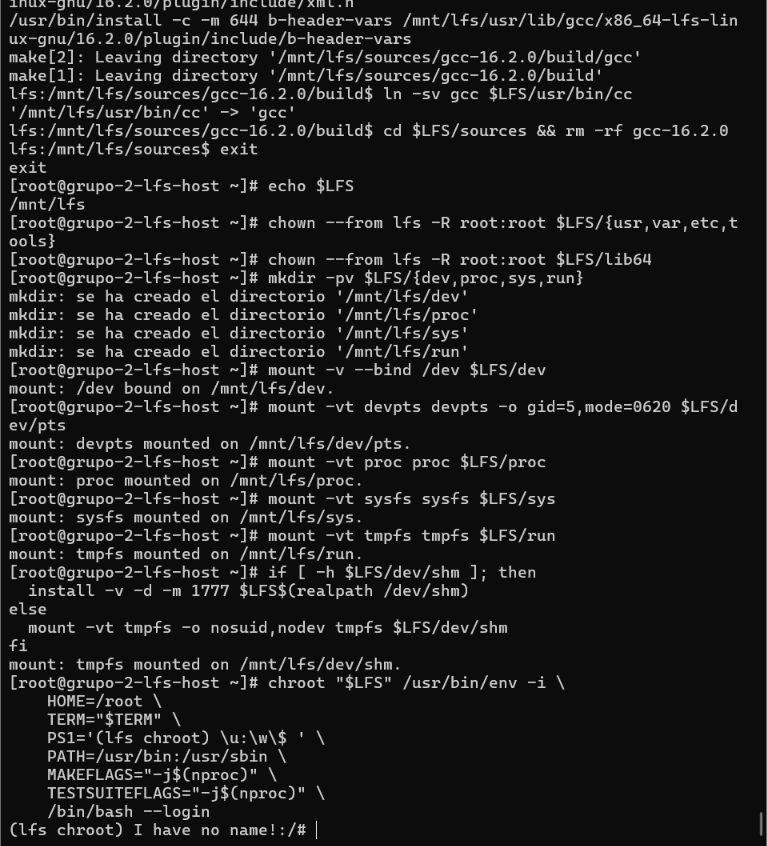 inux-gnu/16.2.0/plugin/include/xml.h
/usr/bin/install -c -m 644 b-header-vars /mnt/lfs/usr/lib/gcc/x86_64-lfs-lin
ux-gnu/16.2.0/plugin/include/b-header-vars
make[2]: Leaving directory '/mnt/lfs/sources/gcc-16.2.0/build/gcc'
make[1]: Leaving directory '/mnt/lfs/sources/gcc-16.2.0/build'
lfs:/mnt/lfs/sources/gcc-16.2.0/build$ ln -sv gcc $LFS/usr/bin/cc
'/mnt/lfs/usr/bin/cc' -> 'gcc'
lfs:/mnt/lfs/sources/gcc-16.2.0/build$ cd $LFS/sources && rm -rf gcc-16.2.0
lfs:/mnt/lfs/sources$ exit
exit
[root@grupo-2-lfs-host ~]# echo $LFS
/mnt/lfs
[root@grupo-2-lfs-host ~]# chown --from lfs -R root:root $LFS/{usr,var,etc,t
ools}
[root@grupo-2-lfs-host ~]# chown --from lfs -R root:root $LFS/lib64
[root@grupo-2-lfs-host ~]# mkdir -pv $LFS/{dev,proc,sys,run}
mkdir: se ha creado el directorio '/mnt/lfs/dev'
mkdir: se ha creado el directorio '/mnt/lfs/proc'
mkdir: se ha creado el directorio '/mnt/lfs/sys'
mkdir: se ha creado el directorio '/mnt/lfs/run'
[root@grupo-2-lfs-host ~]# mount -v --bind /dev $LFS/dev
mount: /dev bound on /mnt/lfs/dev.
[root@grupo-2-lfs-host ~]# mount -vt devpts devpts -o gid=5,mode=0620 $LFS/d
ev/pts
mount: devpts mounted on /mnt/lfs/dev/pts.
[root@grupo-2-lfs-host ~]# mount -vt proc proc $LFS/proc
mount: proc mounted on /mnt/lfs/proc.
[root@grupo-2-lfs-host ~]# mount -vt sysfs sysfs $LFS/sys
mount: sysfs mounted on /mnt/lfs/sys.
[root@grupo-2-lfs-host ~]# mount -vt tmpfs tmpfs $LFS/run
mount: tmpfs mounted on /mnt/lfs/run.
[root@grupo-2-lfs-host ~]# if [ -h $LFS/dev/shm ]; then
  install -v -d -m 1777 $LFS$(realpath /dev/shm)
else
  mount -vt tmpfs -o nosuid,nodev tmpfs $LFS/dev/shm
fi
mount: tmpfs mounted on /mnt/lfs/dev/shm.
[root@grupo-2-lfs-host ~]# chroot "$LFS" /usr/bin/env -i \
    HOME=/root \
    TERM="$TERM" \
    PS1='(lfs chroot) \u:\w\$ ' \
    PATH=/usr/bin:/usr/sbin \
    MAKEFLAGS="-j$(nproc)" \
    TESTSUITEFLAGS="-j$(nproc)" \
    /bin/bash --login
(lfs chroot) I have no name!:/#